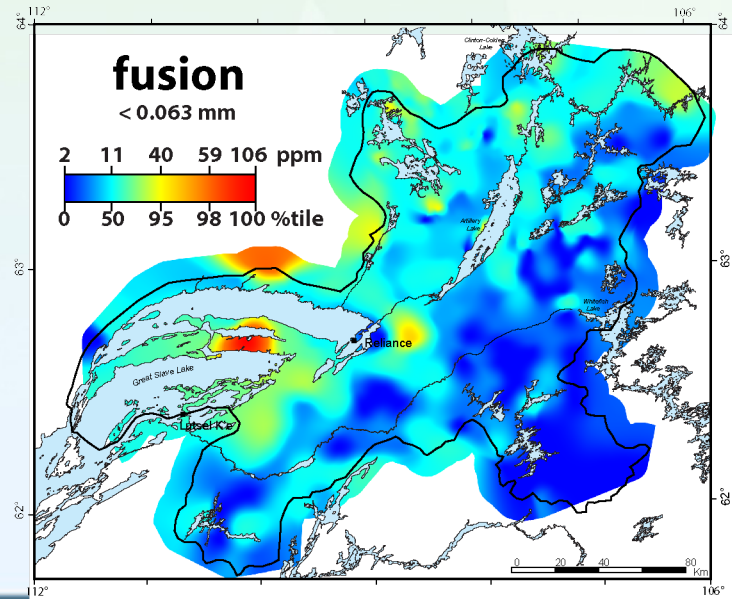 112°
106°
64°
64°
fusion
< 0.063 mm
2 11 40 59 106 ppm
0 50 95 98 100 %tile
Clinton-Colden
Lake
Artillery
Lake
63°
63°
Whitefish
Lake
Reliance
Great Slave Lake
Lutsel K'e
62°
62°
0 20 40 80
Km
112°
106°